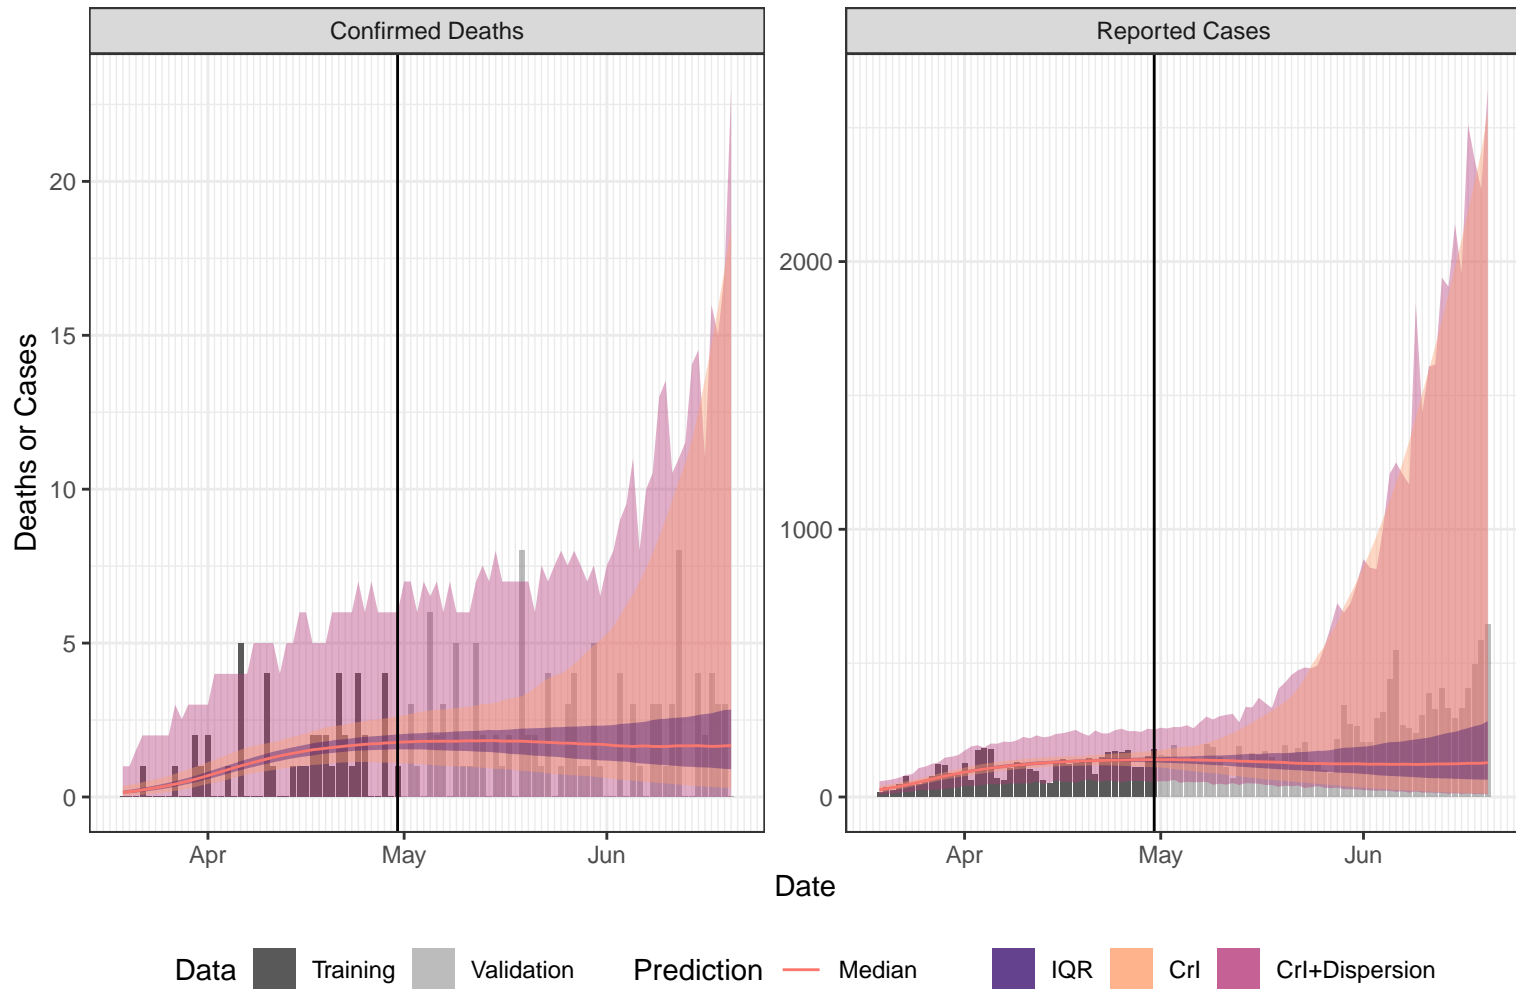 Confirmed Deaths
Reported Cases
Deaths or Cases
20
15
10
5
0
2000
1000
0
Apr
May
Jun
Apr
May
Jun
Date
Data Training Validation Prediction Median IQR CrI CrI+Dispersion